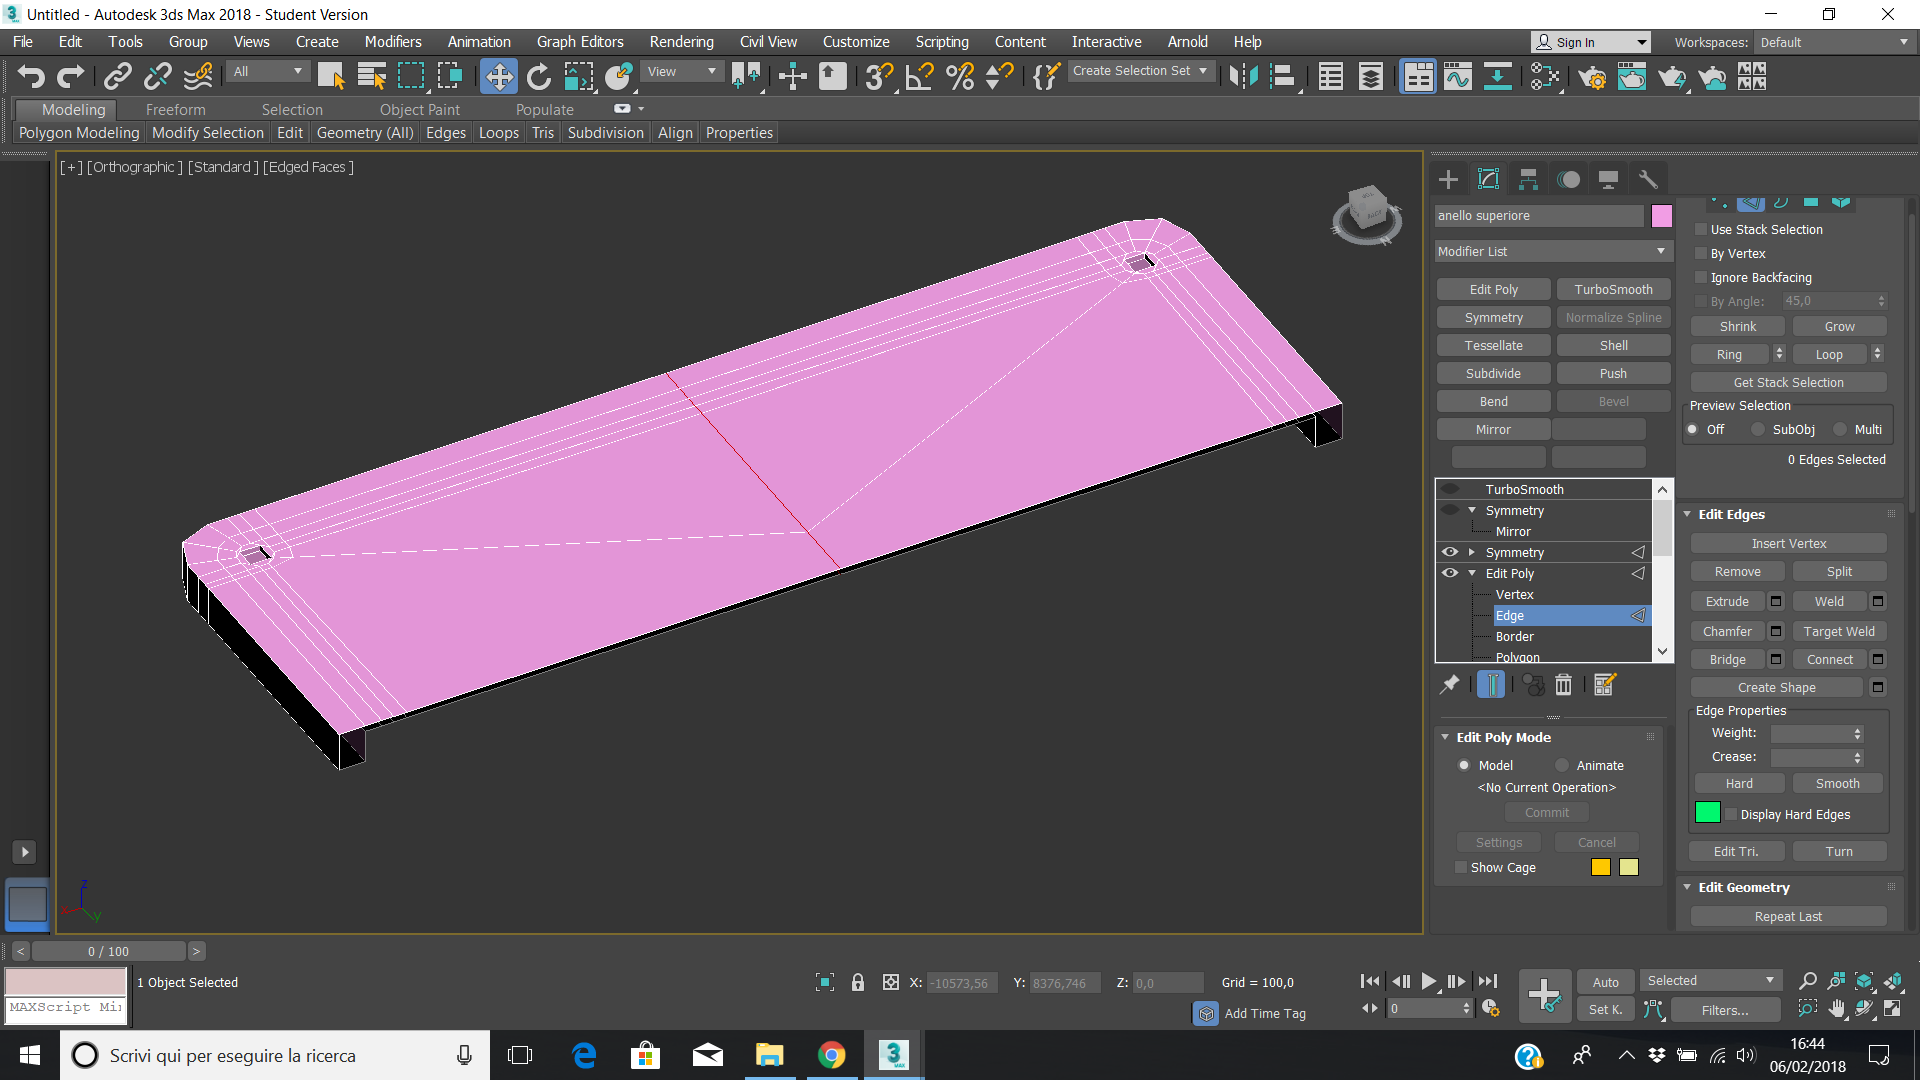 Untitled - Autodesk 3ds Max 2018 - Student Version
File Edit Tools Group Views Create Modifiers Animation Graph Editors Rendering Civil View Customize Scripting Content Interactive Arnold Help Sign In Workspaces: Default
All View Create Selection Set
Modeling Freeform Selection Object Paint Populate
Polygon Modeling Modify Selection Edit Geometry (All) Edges Loops Tris Subdivision Align Properties
[+] [Orthographic ] [Standard ] [Edged Faces ]
anello superiore
Modifier List
Edit Poly TurboSmooth
Symmetry Normalize Spline
Tessellate Shell
Subdivide Push
Bend Bevel
Mirror
TurboSmooth
Symmetry
Mirror
Symmetry
Edit Poly
Vertex
Edge
Border
Polygon
Edit Poly Mode
Model Animate
<No Current Operation>
Commit
Settings Cancel
Show Cage
Use Stack Selection
By Vertex
Ignore Backfacing
By Angle: 45,0
Shrink Grow
Ring Loop
Get Stack Selection
Preview Selection
Off SubObj Multi
0 Edges Selected
Edit Edges
Insert Vertex
Remove Split
Extrude Weld
Chamfer Target Weld
Bridge Connect
Create Shape
Edge Properties
Weight:
Crease:
Hard Smooth
Display Hard Edges
Edit Tri. Turn
Edit Geometry
Repeat Last
z
x y
< 0 / 100 >
MAXScript Mi
1 Object Selected
X: -10573,56 Y: 8376,746 Z: 0,0 Grid = 100,0
Add Time Tag
0
Auto Selected
Set K. Filters...
Scrivi qui per eseguire la ricerca
16:44
06/02/2018